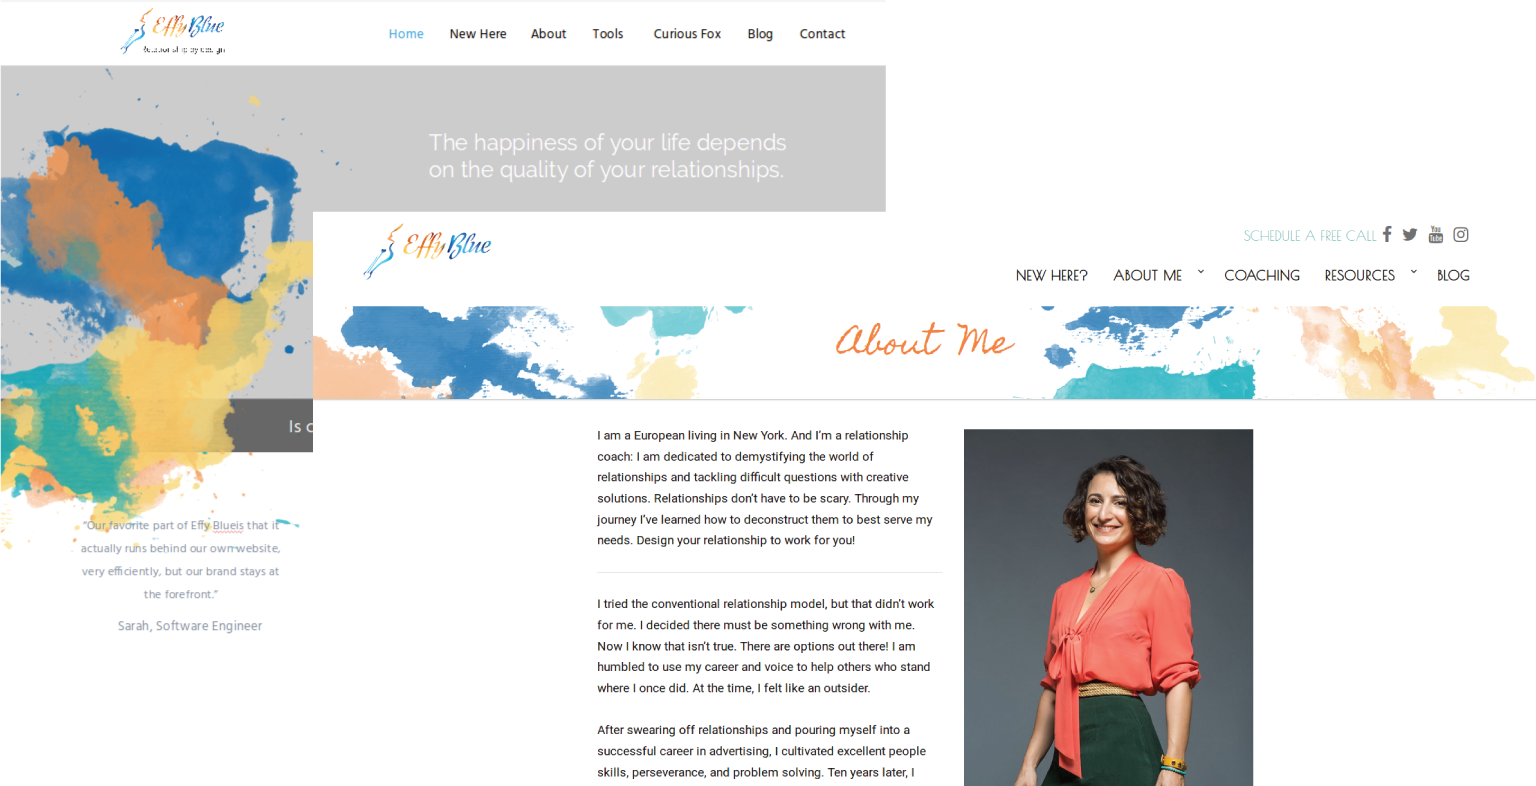 Effy Blue
Relationship by design
Home New Here About Tools Curious Fox Blog Contact
The happiness of your life depends
on the quality of your relationships.
Is
"Our favorite part of Effy Blueis that it
actually runs behind our own website,
very efficiently, but our brand stays at
the forefront."
Sarah, Software Engineer
Effy Blue
SCHEDULE A FREE CALL
You Tube
NEW HERE? ABOUT ME COACHING RESOURCES BLOG
About Me
I am a European living in New York. And I'm a relationship
coach: I am dedicated to demystifying the world of
relationships and tackling difficult questions with creative
solutions. Relationships don't have to be scary. Through my
journey I've learned how to deconstruct them to best serve my
needs. Design your relationship to work for you!
I tried the conventional relationship model, but that didn't work
for me. I decided there must be something wrong with me.
Now I know that isn't true. There are options out there! I am
humbled to use my career and voice to help others who stand
where I once did. At the time, I felt like an outsider.
After swearing off relationships and pouring myself into a
successful career in advertising, I cultivated excellent people
skills, perseverance, and problem solving. Ten years later, I